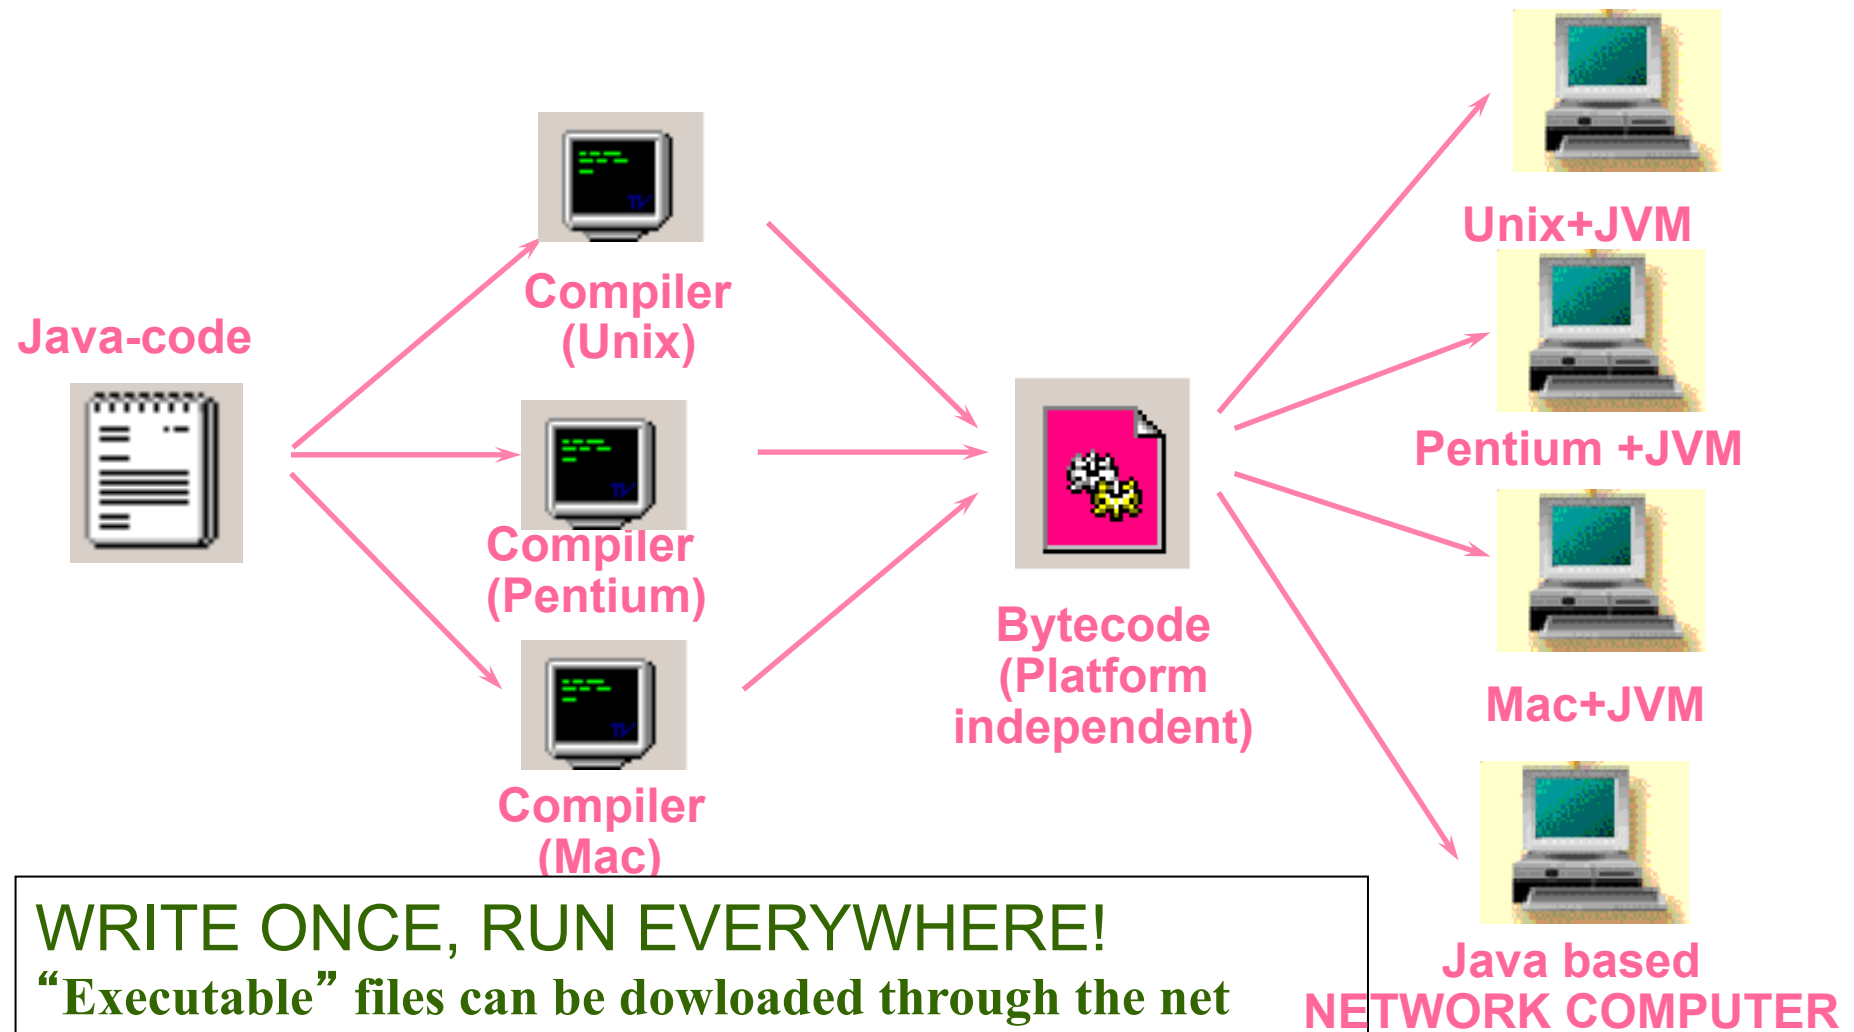 Java-code
Compiler
(Unix)
Compiler
(Pentium)
Compiler
(Mac)
Bytecode
(Platform
independent)
Unix+JVM
Pentium +JVM
Mac+JVM
Java based
NETWORK COMPUTER
WRITE ONCE, RUN EVERYWHERE!
“Executable” files can be dowloaded through the net